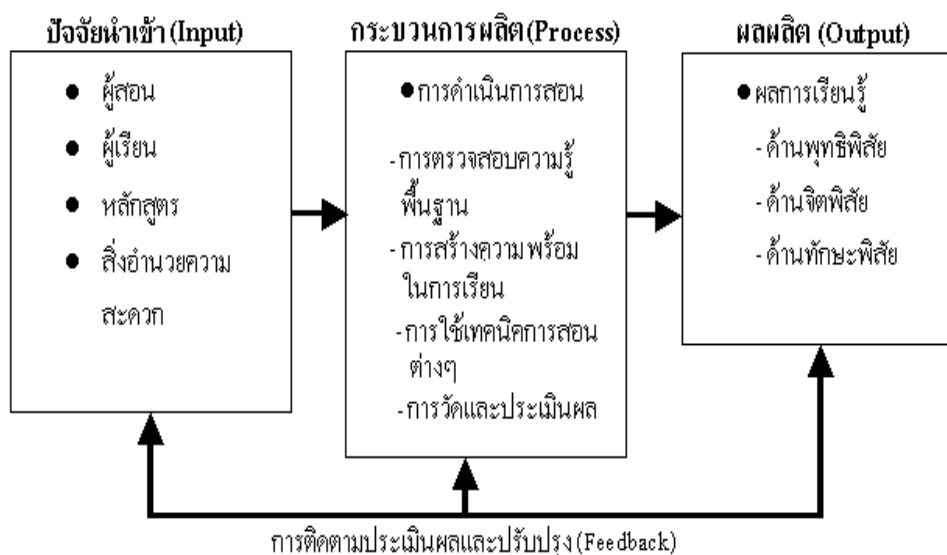 ปัจจัยนำเข้า (Input)
● ผู้สอน
● ผู้เรียน
● หลักสูตร
● สิ่งอำนวยความ
สะดวก
กระบวนการผลิต (Process)
● การดำเนินการสอน
- การตรวจสอบความรู้
พื้นฐาน
- การสร้างความพร้อม
ในการเรียน
- การใช้เทคนิคการสอน
ต่างๆ
- การวัดและประเมินผล
ผลผลิต (Output)
● ผลการเรียนรู้
- ด้านพุทธิพิสัย
- ด้านจิตพิสัย
- ด้านทักษะพิสัย
การติดตามประเมินผลและปรับปรุง (Feedback)